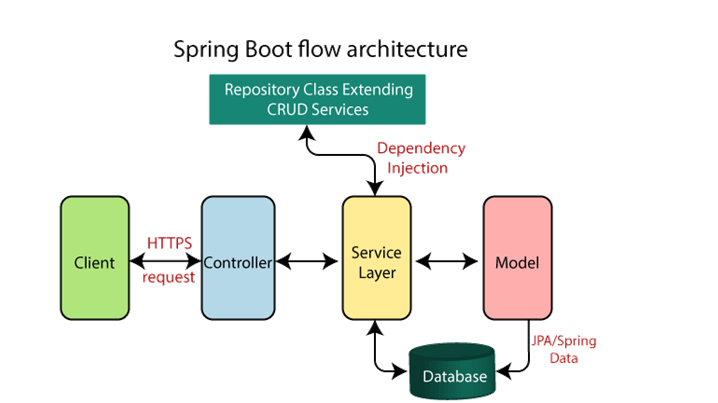 Spring Boot flow architecture
Repository Class Extending
CRUD Services
Dependency
Injection
Client
HTTPS
request
Controller
Service
Layer
Model
JPA/Spring
Data
Database